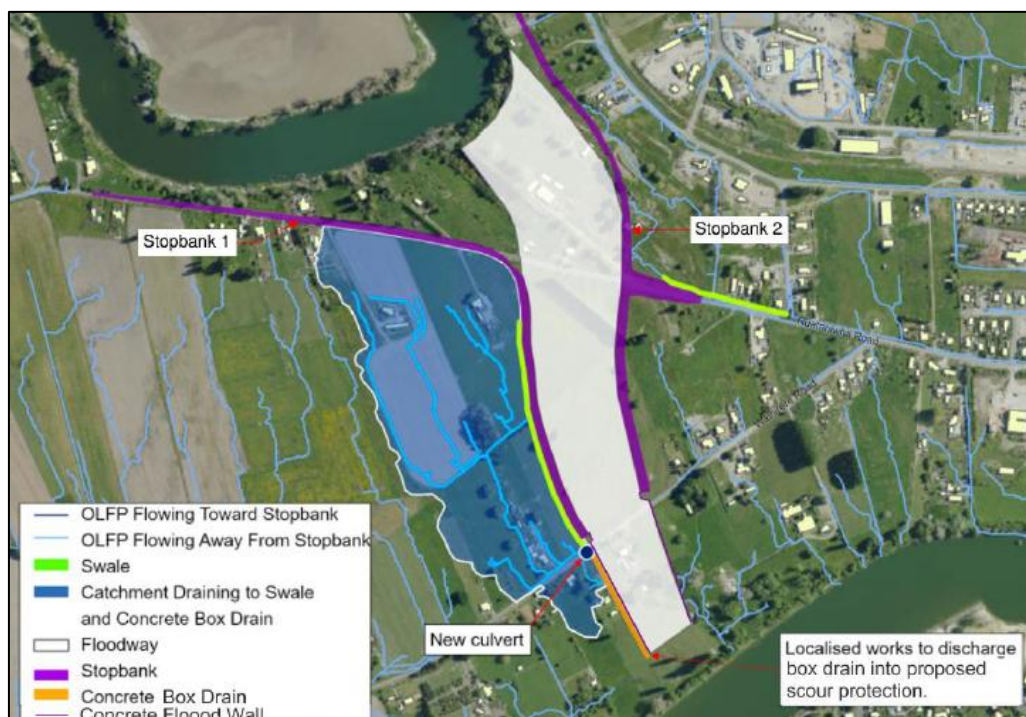 Stopbank 1
Stopbank 2
Road
New culvert
Localised works to discharge
box drain into proposed
scour protection.
OLFP Flowing Toward Stopbank
OLFP Flowing Away From Stopbank
Swale
Catchment Draining to Swale
and Concrete Box Drain
Floodway
Stopbank
Concrete Box Drain
Concrete Floood Wall